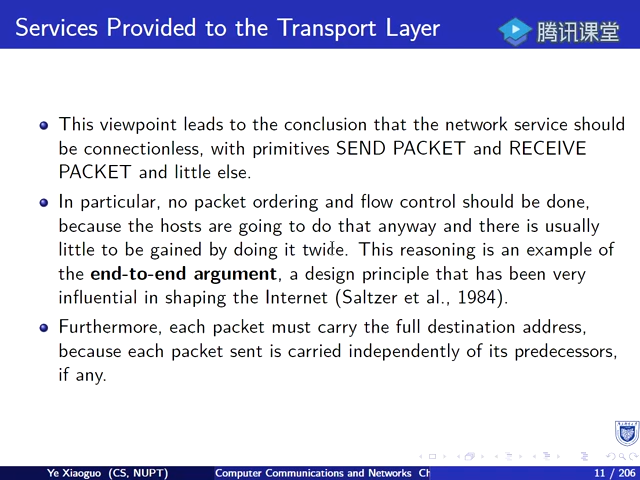 Services Provided to the Transport Layer
腾讯课堂
This viewpoint leads to the conclusion that the network service should
be connectionless, with primitives SEND PACKET and RECEIVE
PACKET and little else.
In particular, no packet ordering and flow control should be done,
because the hosts are going to do that anyway and there is usually
little to be gained by doing it twice. This reasoning is an example of
the end-to-end argument, a design principle that has been very
influential in shaping the Internet (Saltzer et al., 1984).
Furthermore, each packet must carry the full destination address,
because each packet sent is carried independently of its predecessors,
if any.
Ye Xiaoguo (CS, NUPT) Computer Communications and Networks Ch 11 / 206